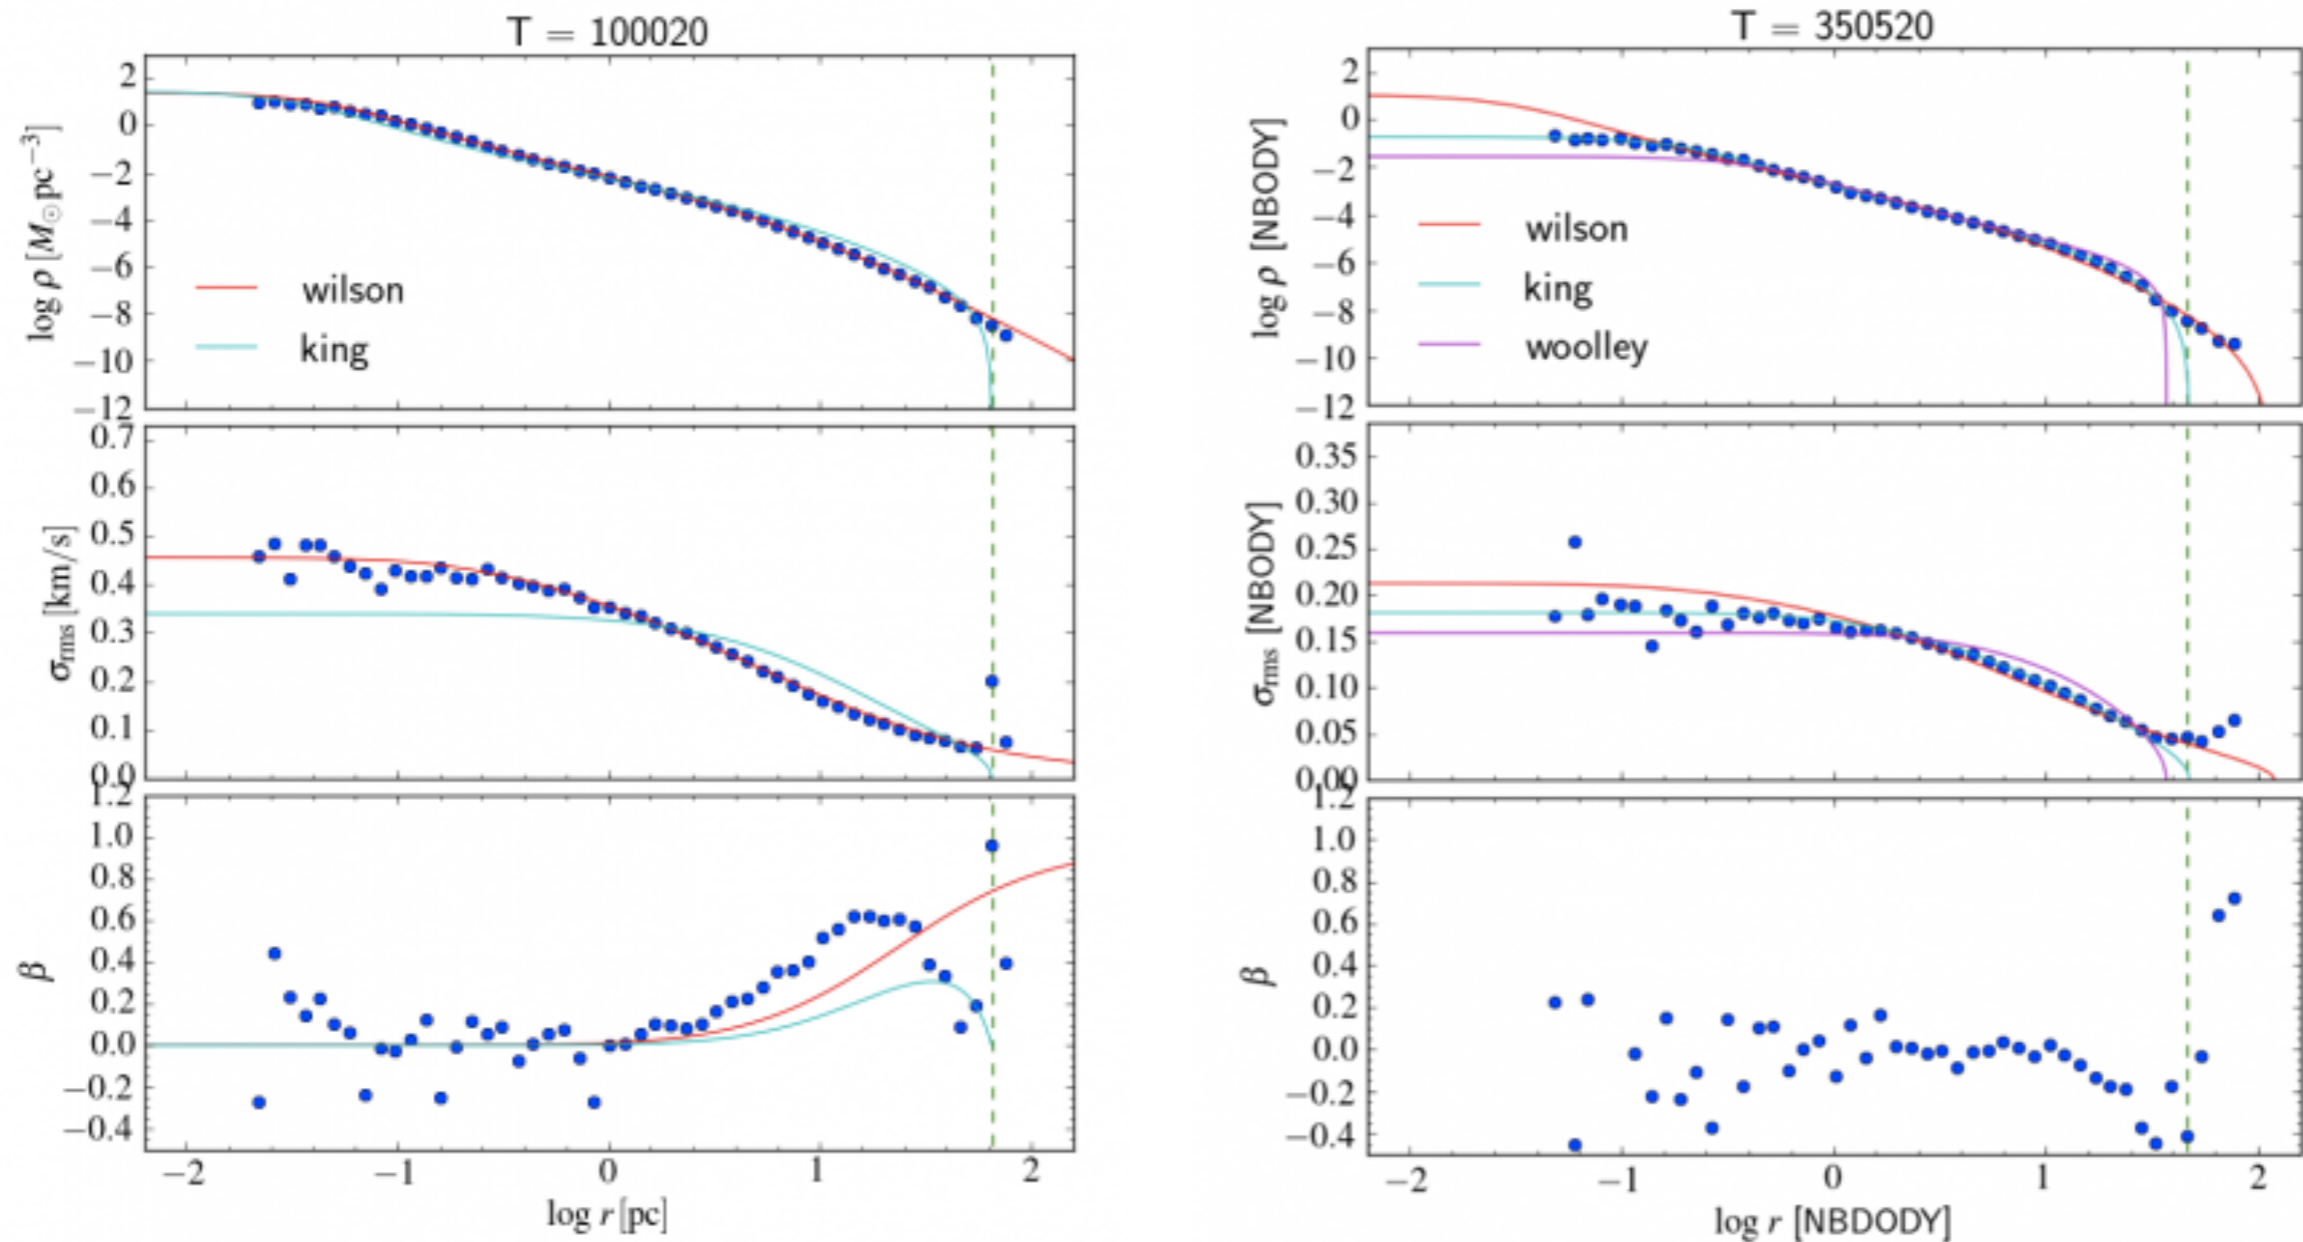 T = 100020
2
0
−2
−4
−6
−8
−10
−12
log ρ [M☉pc⁻³]
wilson
king
0.7
0.6
0.5
0.4
0.3
0.2
0.1
0.0
σrms [km/s]
1.2
1.0
0.8
0.6
0.4
0.2
0.0
−0.2
−0.4
β
−2 −1 0 1 2
log r [pc]
T = 350520
2
0
−2
−4
−6
−8
−10
−12
log ρ [NBODY]
wilson
king
woolley
0.35
0.30
0.25
0.20
0.15
0.10
0.05
0.00
σrms [NBODY]
1.2
1.0
0.8
0.6
0.4
0.2
0.0
−0.2
−0.4
β
−2 −1 0 1 2
log r [NBDODY]